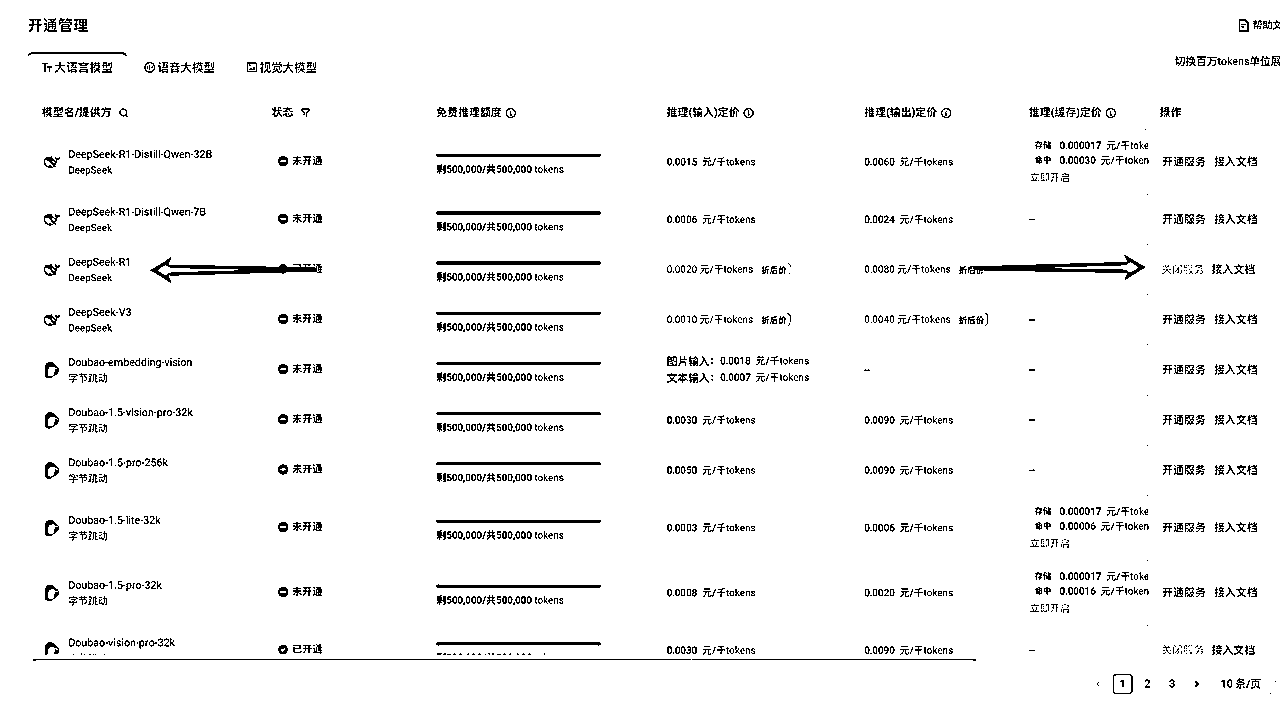 开通管理
帮助文
大语言模型 语音大模型 视觉大模型
切换百万tokens单位展
模型名/提供方 状态 免费推理额度 推理(输入)定价 推理(输出)定价 推理(缓存)定价 操作
DeepSeek-R1-Distill-Qwen-32B
DeepSeek
未开通
剩500,000/共500,000 tokens
0.0015 元/千tokens
0.0060 元/千tokens
存储 0.000017 元/千toke
命中 0.00030 元/千token
立即开启
开通服务 接入文档
DeepSeek-R1-Distill-Qwen-7B
DeepSeek
未开通
剩500,000/共500,000 tokens
0.0006 元/千tokens
0.0024 元/千tokens
–
开通服务 接入文档
DeepSeek-R1
DeepSeek
已开通
剩500,000/共500,000 tokens
0.0020 元/千tokens 折后价
0.0080 元/千tokens 折后价
关闭服务 接入文档
DeepSeek-V3
DeepSeek
未开通
剩500,000/共500,000 tokens
0.0010 元/千tokens 折后价
0.0040 元/千tokens 折后价
–
开通服务 接入文档
Doubao-embedding-vision
字节跳动
未开通
剩500,000/共500,000 tokens
图片输入：0.0018 元/千tokens
文本输入：0.0007 元/千tokens
–
–
开通服务 接入文档
Doubao-1.5-vision-pro-32k
字节跳动
未开通
剩500,000/共500,000 tokens
0.0030 元/千tokens
0.0090 元/千tokens
–
开通服务 接入文档
Doubao-1.5-pro-256k
字节跳动
未开通
剩500,000/共500,000 tokens
0.0050 元/千tokens
0.0090 元/千tokens
–
开通服务 接入文档
Doubao-1.5-lite-32k
字节跳动
未开通
剩500,000/共500,000 tokens
0.0003 元/千tokens
0.0006 元/千tokens
存储 0.000017 元/千toke
命中 0.00006 元/千token
立即开启
开通服务 接入文档
Doubao-1.5-pro-32k
字节跳动
未开通
剩500,000/共500,000 tokens
0.0008 元/千tokens
0.0020 元/千tokens
存储 0.000017 元/千toke
命中 0.00016 元/千token
立即开启
开通服务 接入文档
Doubao-vision-pro-32k
已开通
0.0030 元/千tokens
0.0090 元/千tokens
–
关闭服务 接入文档
1 2 3 10 条/页